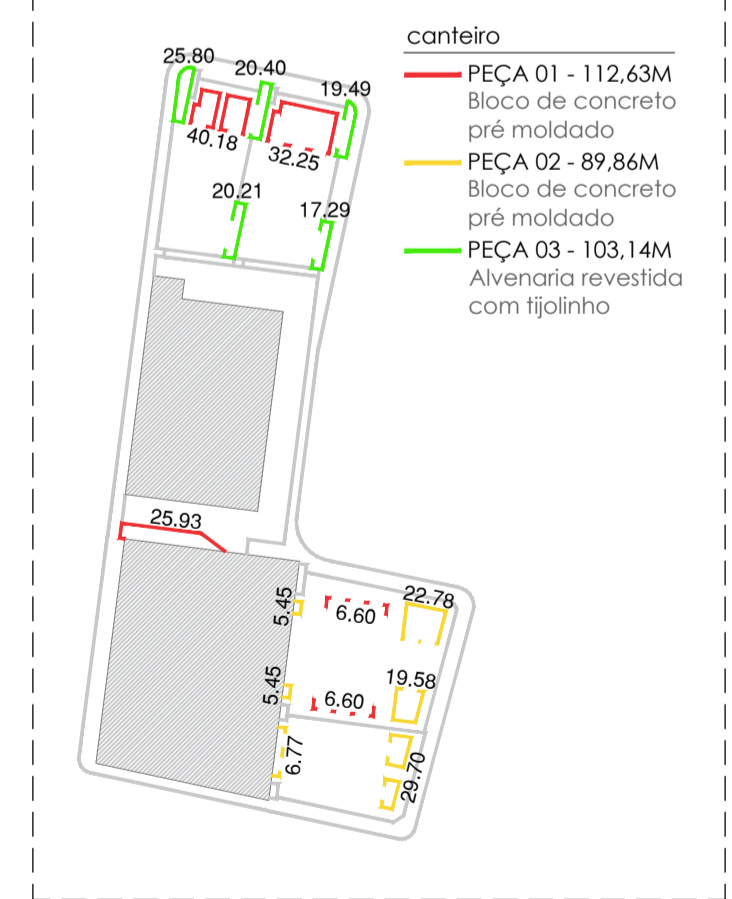 canteiro
PEÇA 01 - 112,63M
Bloco de concreto
pré moldado
PEÇA 02 - 89,86M
Bloco de concreto
pré moldado
PEÇA 03 - 103,14M
Alvenaria revestida
com tijolinho
25.80
20.40
19.49
40.18
32.25
20.21
17.29
25.93
5.45
6.60
22.78
5.45
6.60
19.58
6.77
29.70